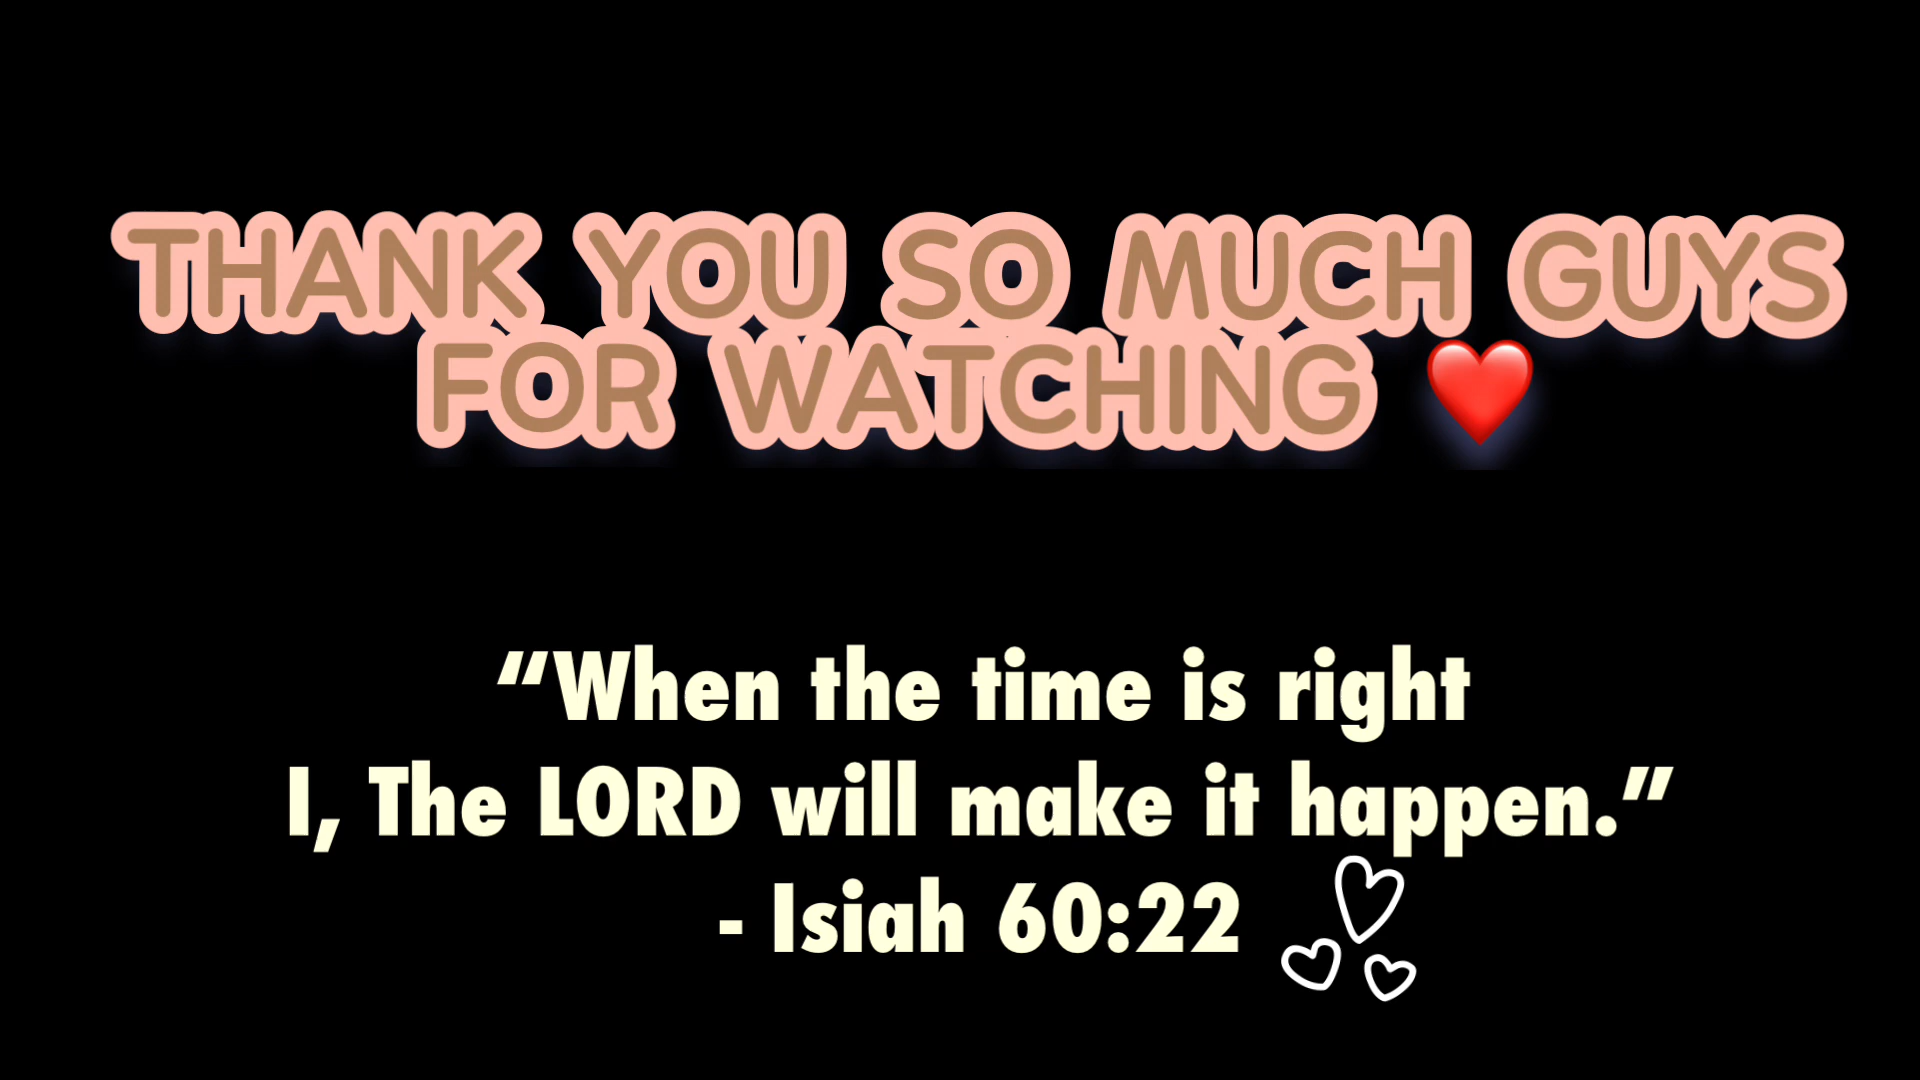 THANK YOU SO MUCH GUYS
FOR WATCHING ❤️
“When the time is right
I, The LORD will make it happen.”
- Isiah 60:22